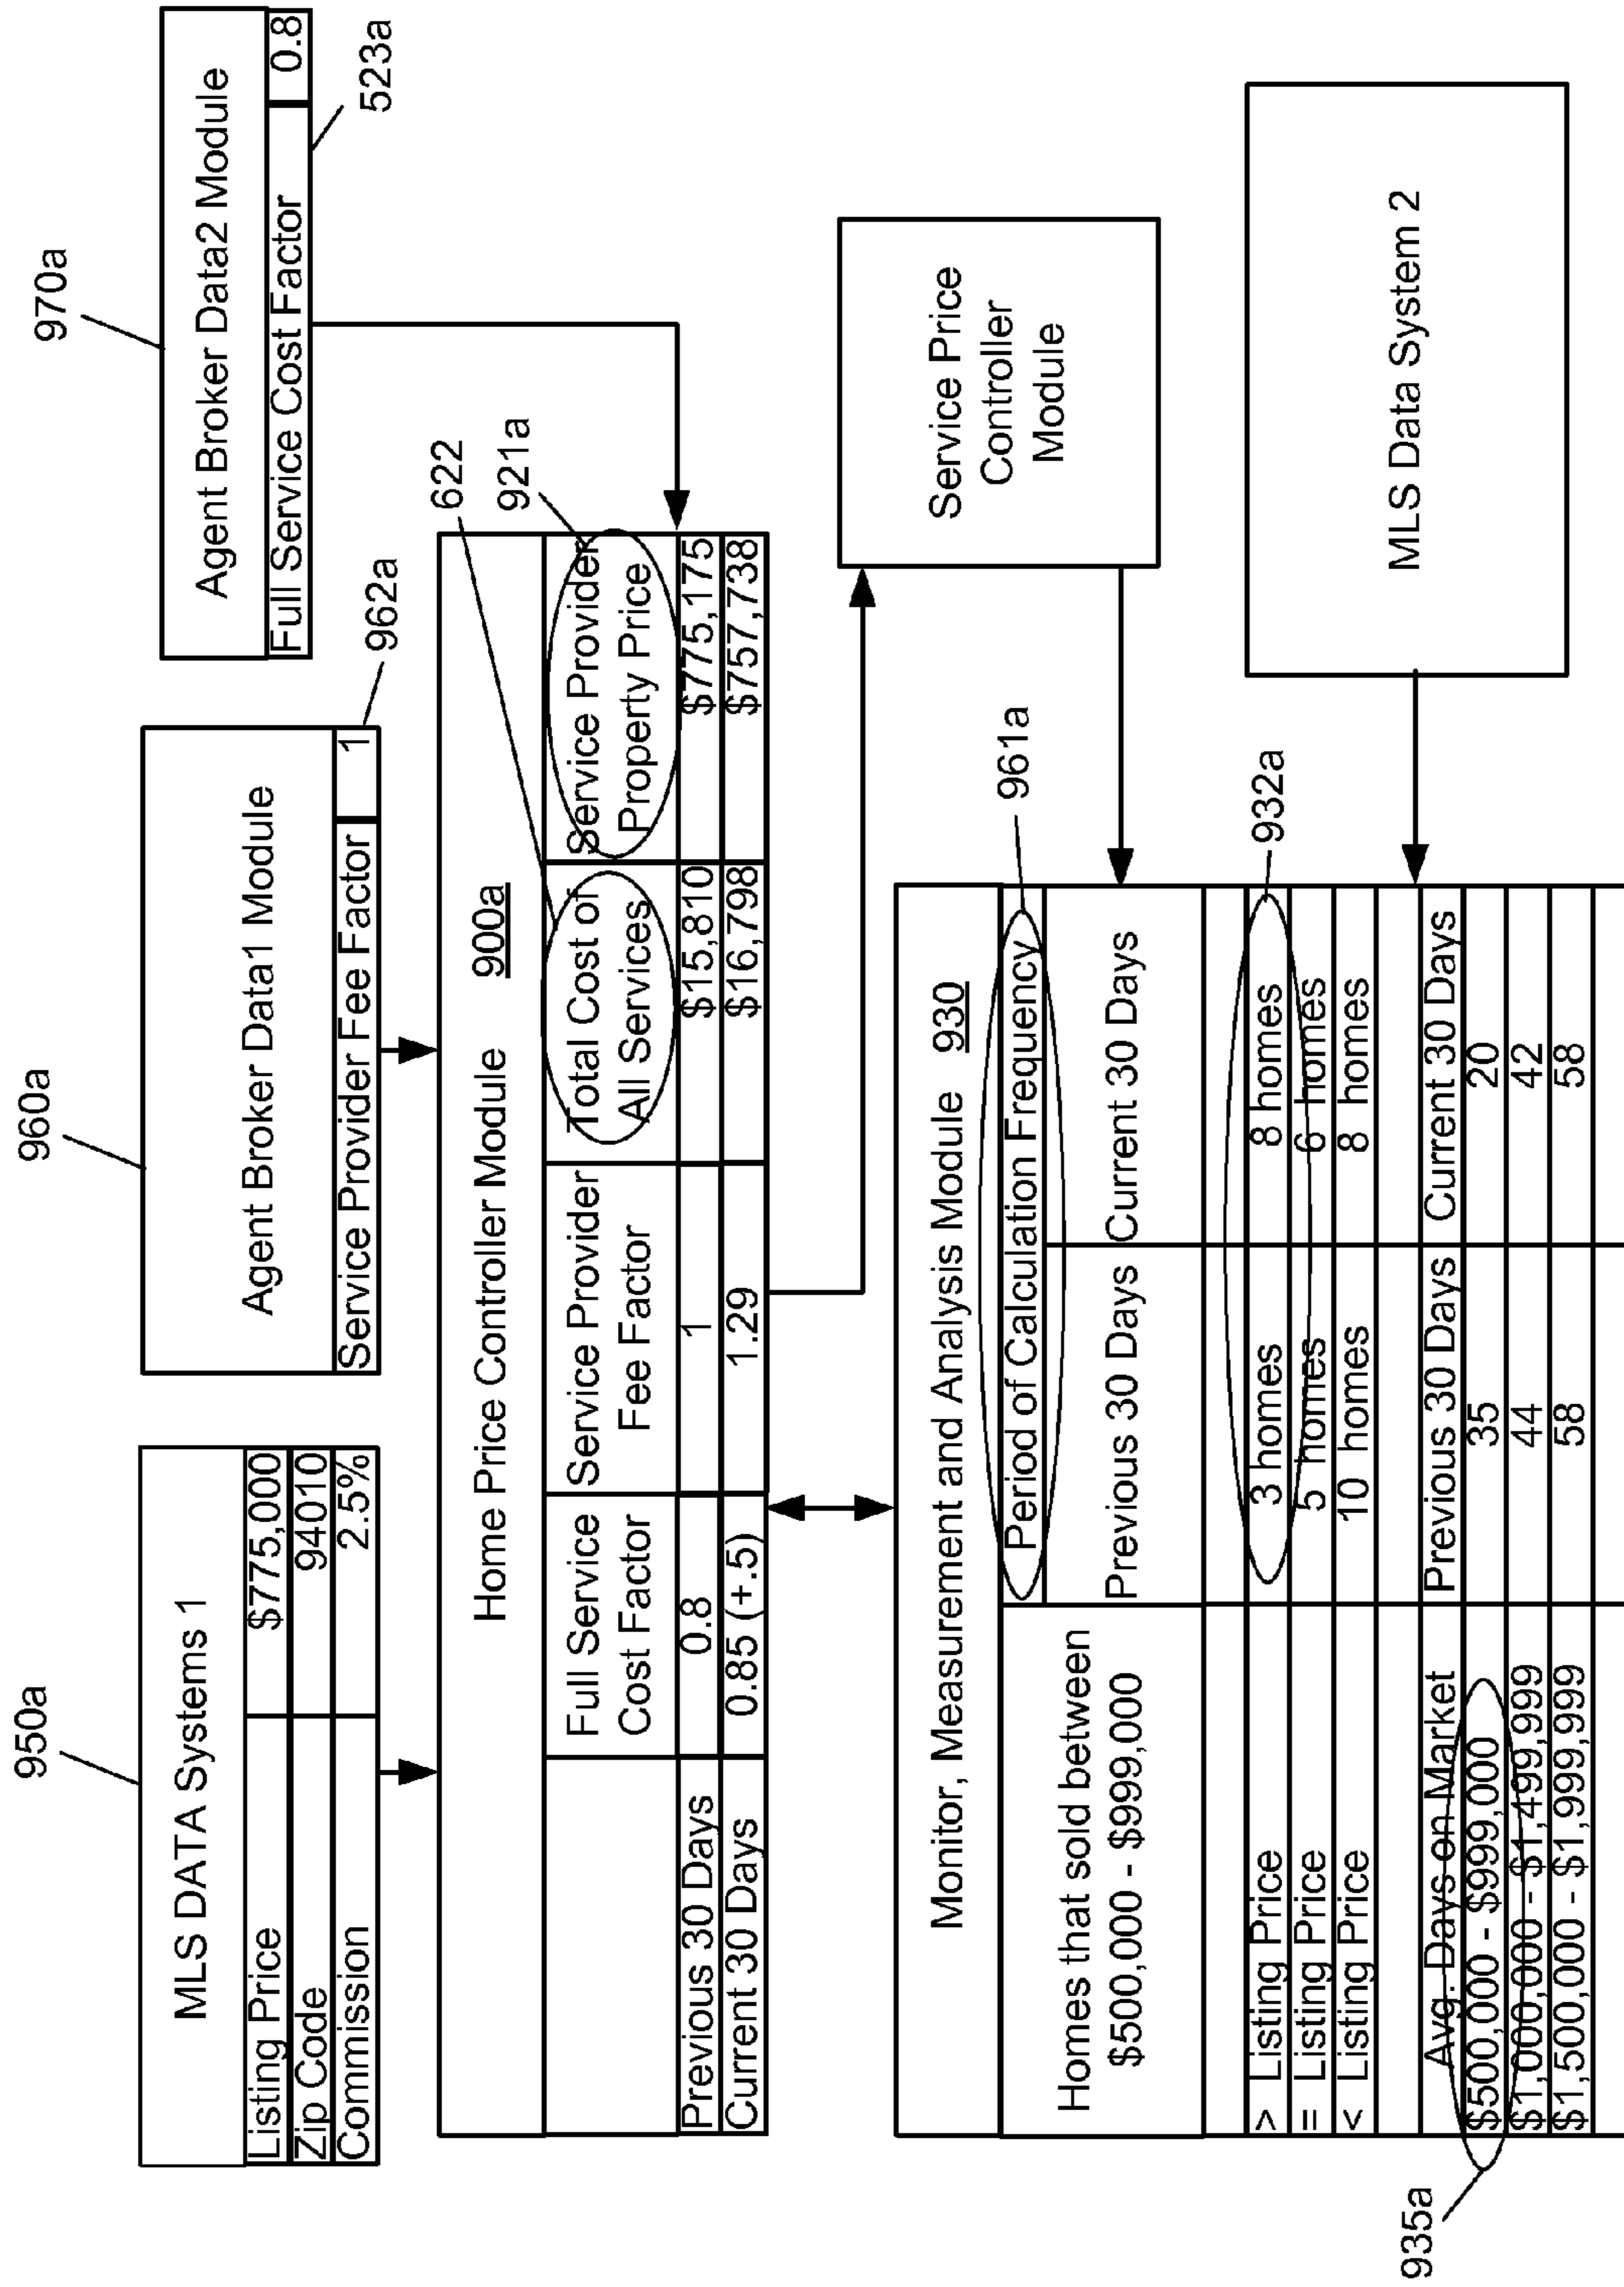 950a
MLS DATA Systems 1
Listing Price $775,000
Zip Code 94010
Commission 2.5%
960a
Agent Broker Data1 Module
Service Provider Fee Factor 1
962a
970a
Agent Broker Data2 Module
Full Service Cost Factor 0.8
523a
Home Price Controller Module 900a
622
921a
Full Service
Cost Factor
Service Provider
Fee Factor
Total Cost of
All Services
Service Provider
Property Price
Previous 30 Days 0.8 1 $15,810 $775,175
Current 30 Days 0.85 (+.5) 1.29 $16,798 $757,738
Service Price
Controller
Module
Monitor, Measurement and Analysis Module 930
961a
Homes that sold between
$500,000 - $999,000
Period of Calculation Frequency
Previous 30 Days Current 30 Days
932a
> Listing Price 3 homes 8 homes
= Listing Price 5 homes 6 homes
< Listing Price 10 homes 8 homes
Avg. Days on Market Previous 30 Days Current 30 Days
$500,000 - $999,000 35 20
$1,000,000 - $1,499,999 44 42
$1,500,000 - $1,999,999 58 58
935a
MLS Data System 2